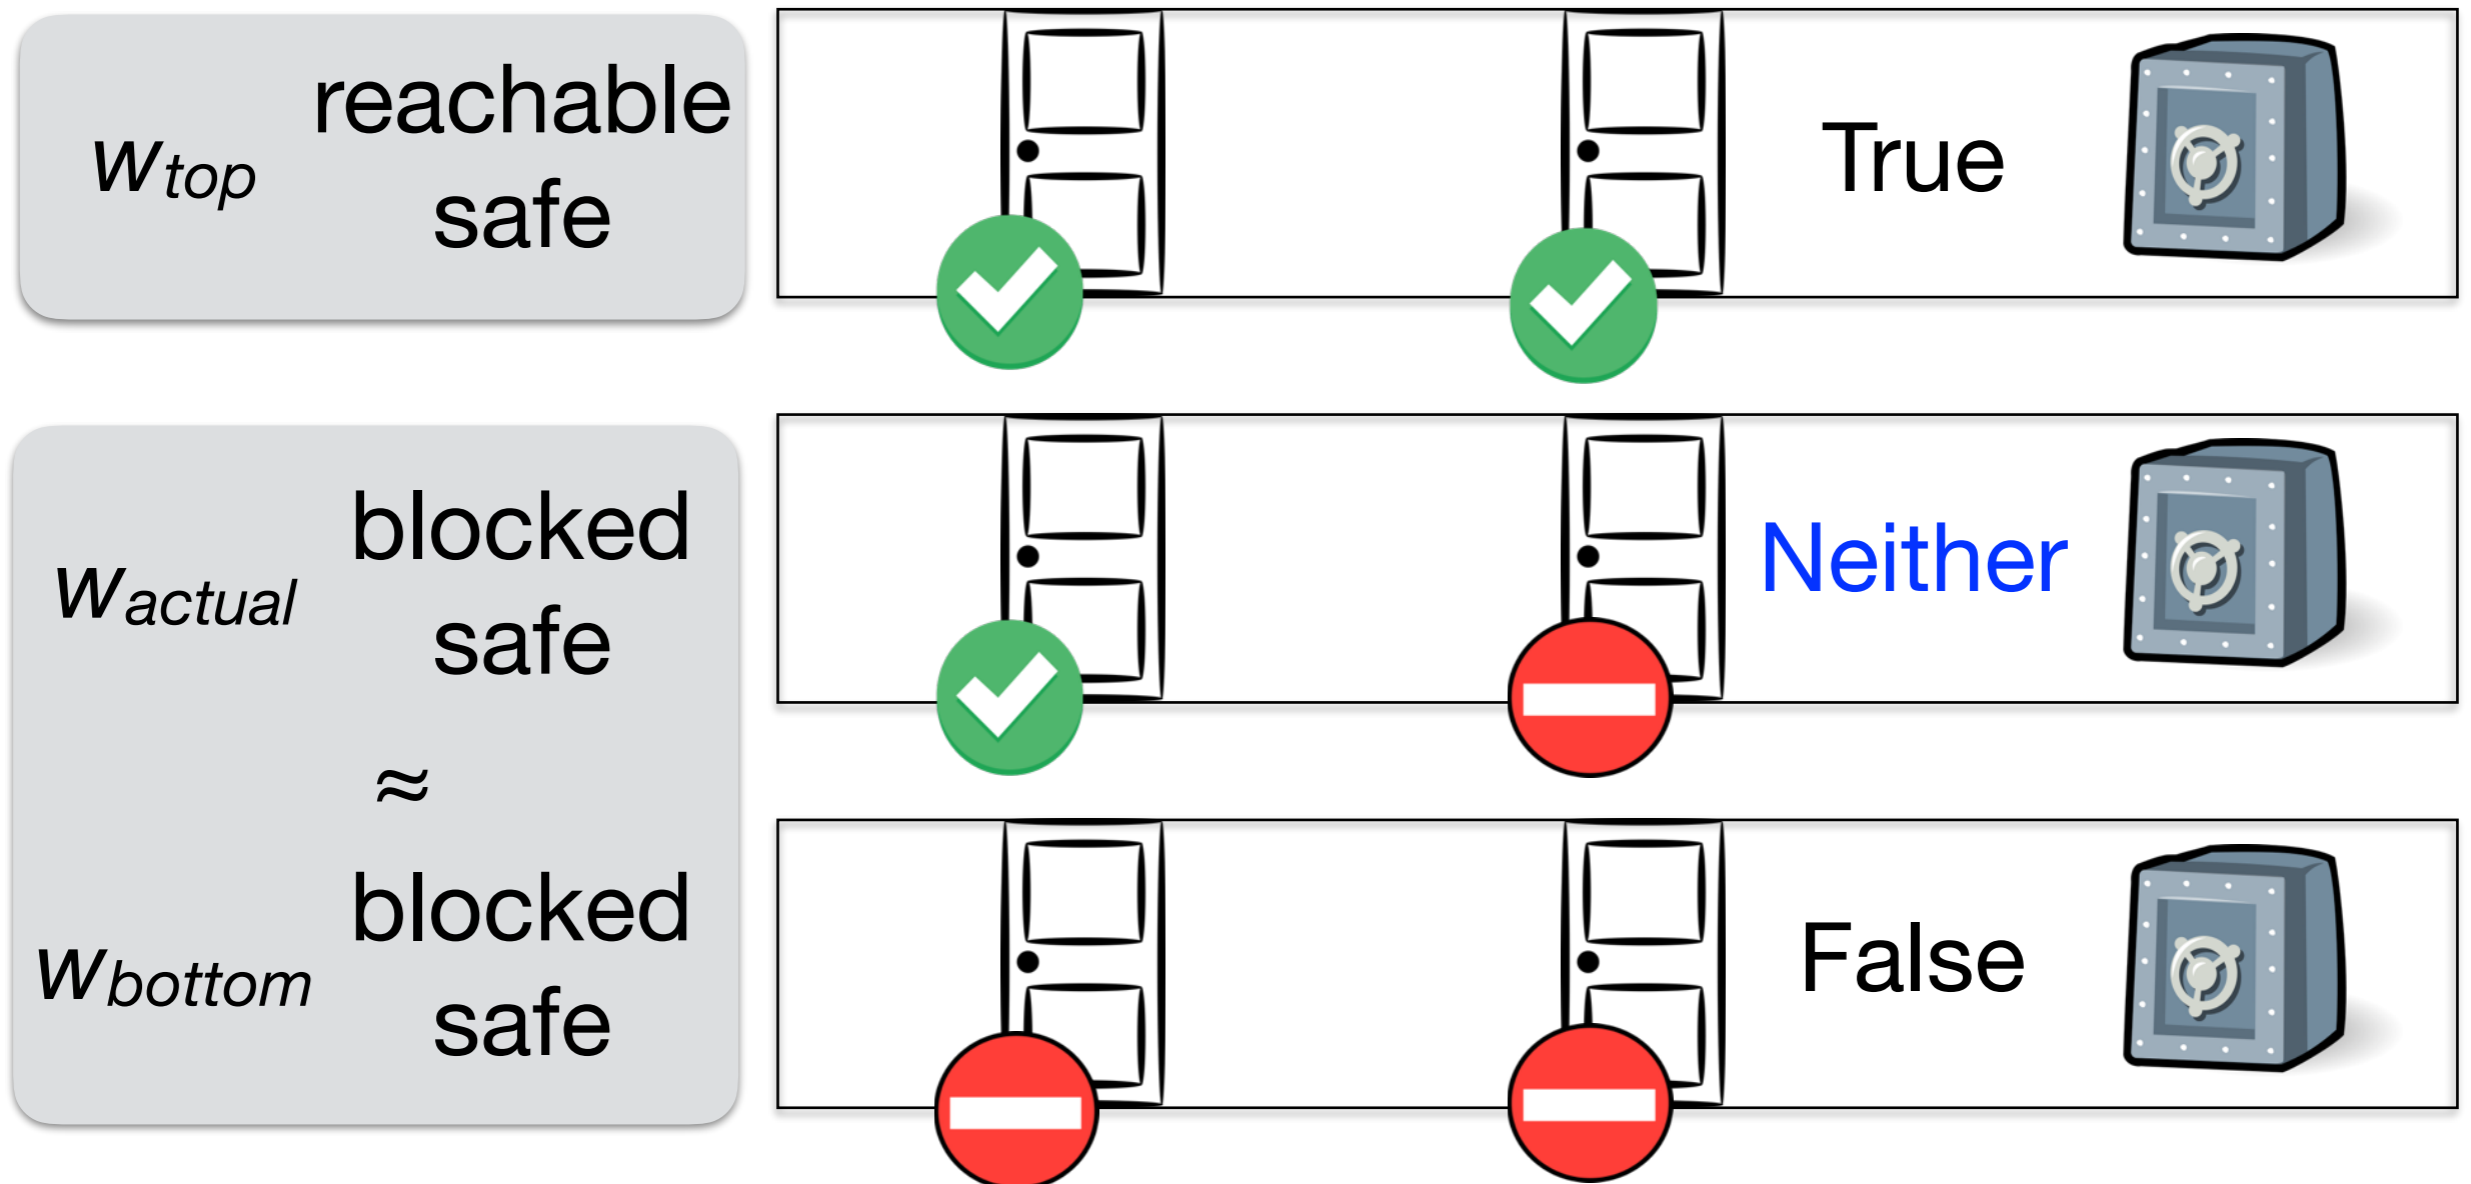 reachable
w_top
safe
True
blocked
w_actual
safe
Neither
≈
blocked
w_bottom
safe
False